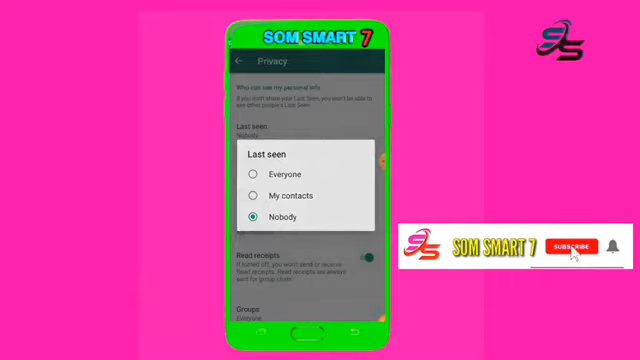 SOM SMART 7
Privacy
Who can see my personal info
If you don't share your Last Seen, you won't be able to
see other people's Last Seen
Last seen
Nobody
Last seen
Everyone
My contacts
Nobody
Read receipts
If turned off, you won't send or receive
Read receipts. Read receipts are always
sent for group chats.
Groups
Everyone
SS
SS SOM SMART 7
SUBSCRIBE